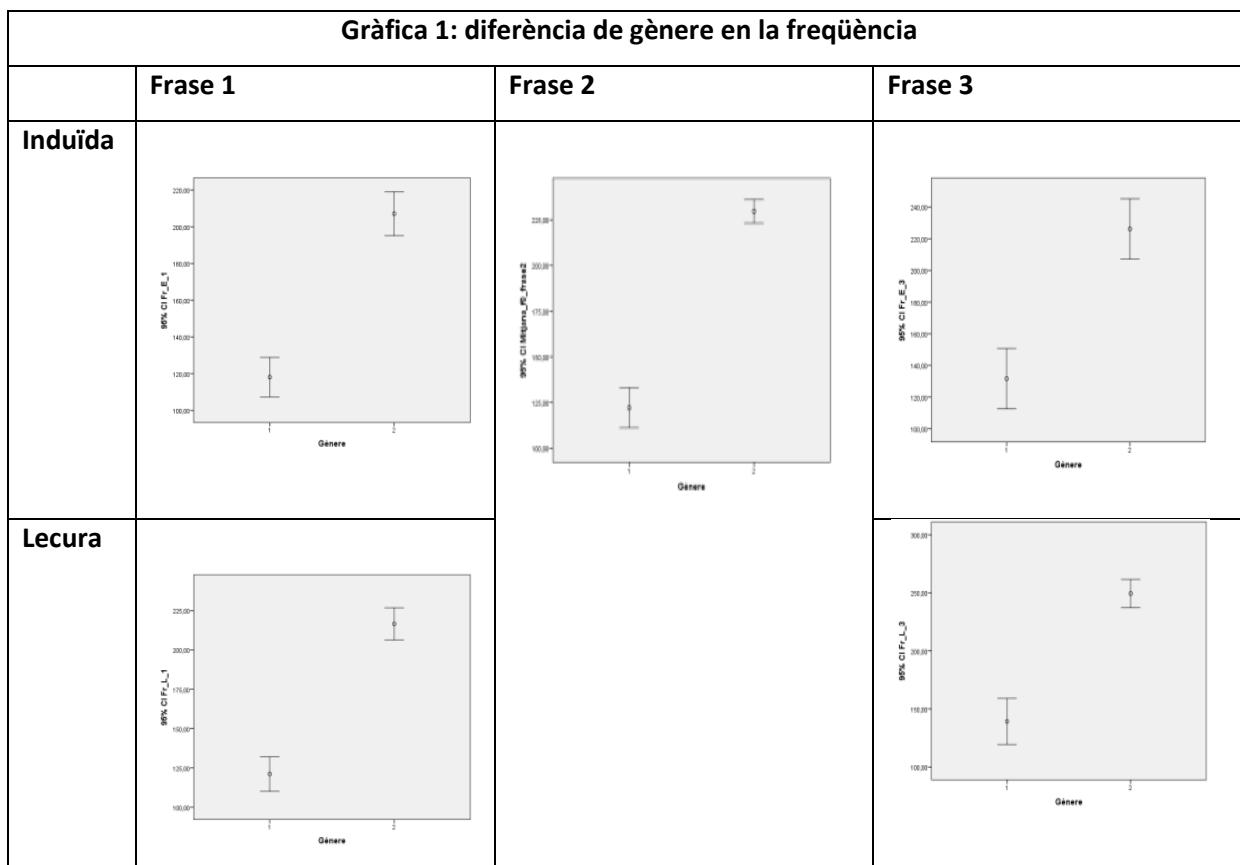 Gràfica 1: diferència de gènere en la freqüència
Frase 1
Frase 2
Frase 3
Induïda
220,00
200,00
180,00
160,00
140,00
120,00
100,00
95% CI Fr_E_1
1
2
Gènere
225,00
200,00
175,00
150,00
125,00
100,00
95% CI Mitjana_f0_frase2
1
2
Gènere
240,00
220,00
200,00
180,00
160,00
140,00
120,00
100,00
95% CI Fr_E_3
1
2
Gènere
Lecura
225,00
200,00
175,00
150,00
125,00
100,00
95% CI Fr_L_1
1
2
Gènere
300,00
250,00
200,00
150,00
100,00
95% CI Fr_L_3
1
2
Gènere